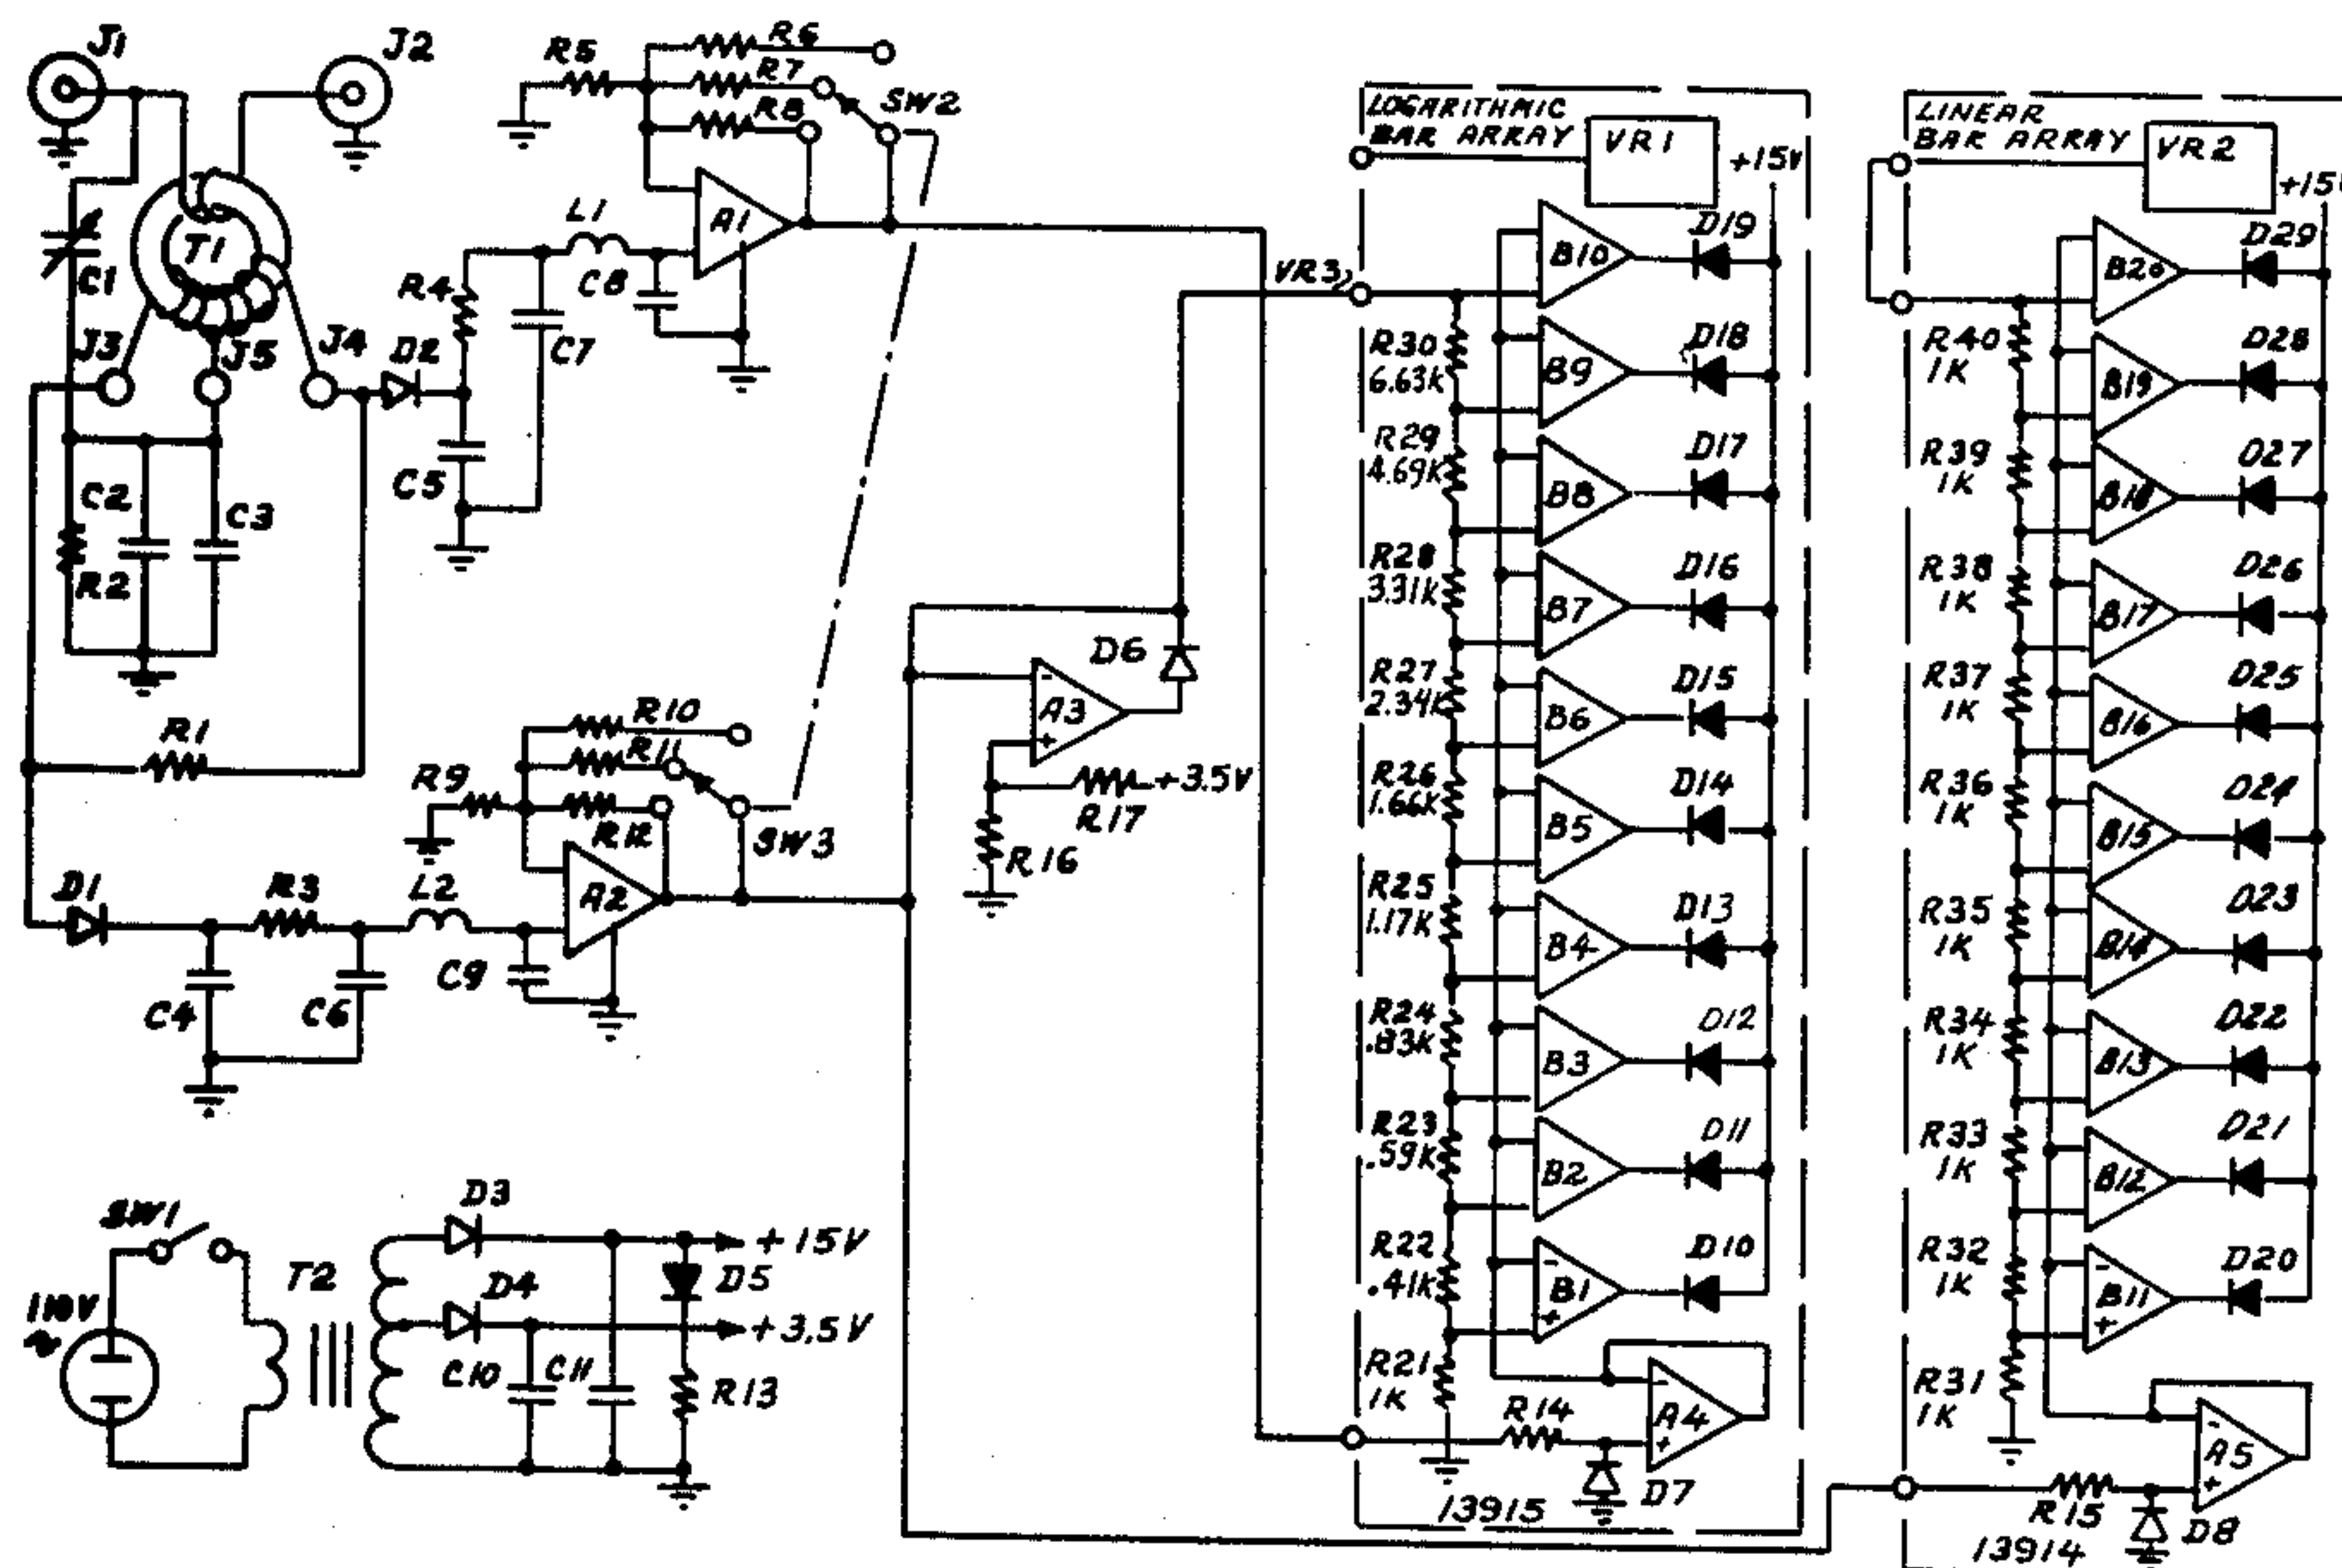 J1
J2
R5
R6
R7
R8
SW2
A1
T1
C1
L1
C8
R4
C7
J3
J5
J4
D2
C5
C2
C3
R2
R1
R10
R11
R12
R9
SW3
A2
D1
R3
L2
C9
C4
C6
A3
-
+
D6
+3.5V
R17
R16
SW1
110V
T2
D3
D4
+15V
D5
+3.5V
C10
C11
R13
LOGARITHMIC
BAR ARRAY
VR1
+15V
VR3
B10
D19
R30
6.63K
B9
D18
R29
4.69K
B8
D17
R28
3.31K
B7
D16
R27
2.34K
B6
D15
R26
1.66K
B5
D14
R25
1.17K
B4
D13
R24
.83K
B3
D12
R23
.59K
B2
D11
R22
.41K
-
B1
+
D10
R21
1K
R14
-
A4
+
D7
13915
LINEAR
BAR ARRAY
VR2
+15V
B20
D29
R40
1K
B19
D28
R39
1K
B18
D27
R38
1K
B17
D26
R37
1K
B16
D25
R36
1K
B15
D24
R35
1K
B14
D23
R34
1K
B13
D22
R33
1K
B12
D21
R32
1K
-
B11
+
D20
R31
1K
-
A5
+
R15
D8
13914